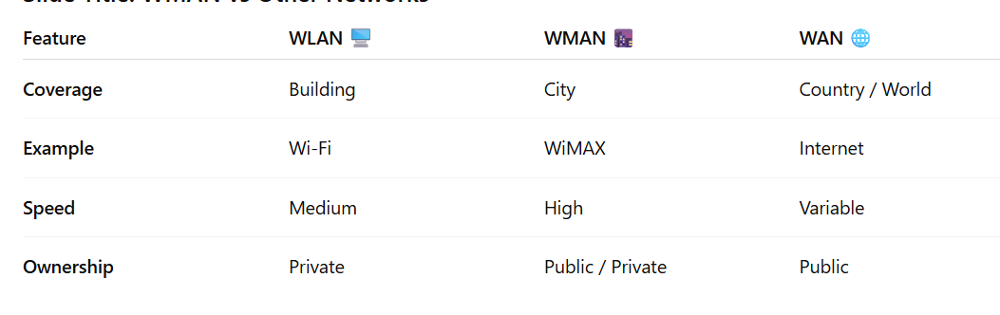 Slide Title: WMAN vs Other Networks
Feature WLAN 🖥️ WMAN 🌆 WAN 🌐
Coverage Building City Country / World
Example Wi-Fi WiMAX Internet
Speed Medium High Variable
Ownership Private Public / Private Public